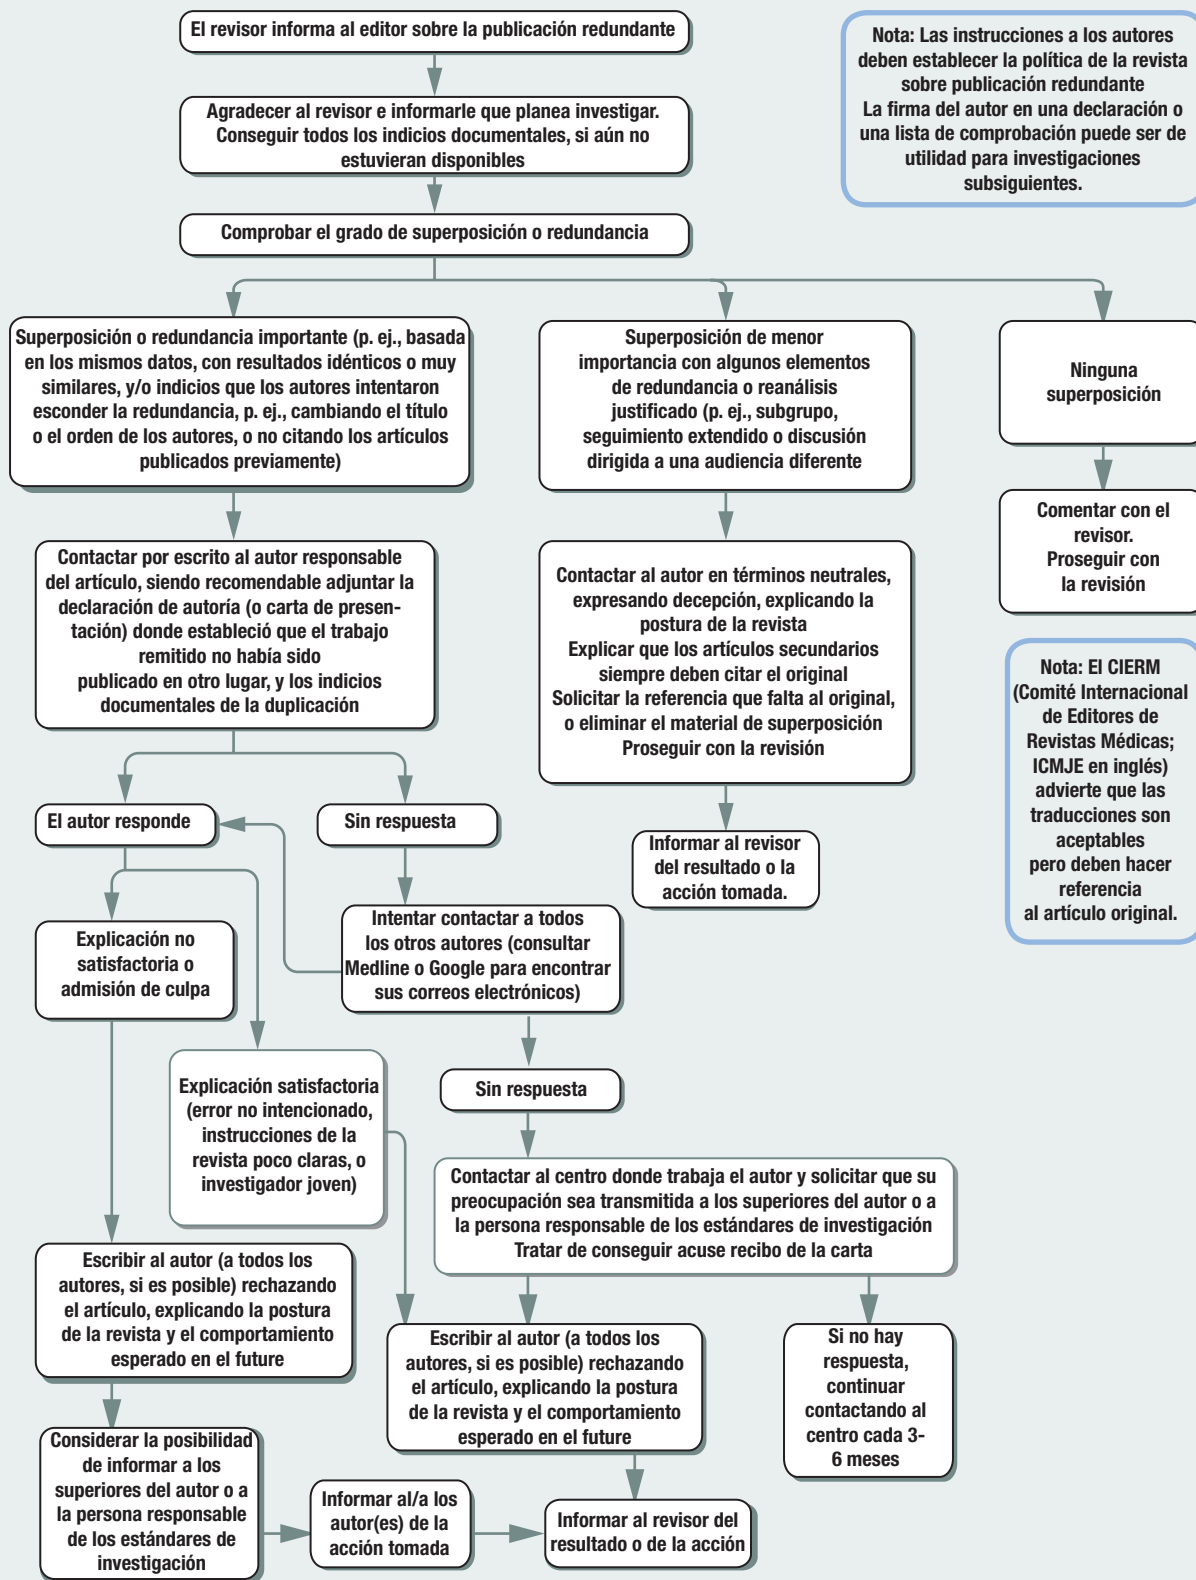 El revisor informa al editor sobre la publicación redundante
Nota: Las instrucciones a los autores
deben establecer la política de la revista
sobre publicación redundante
La firma del autor en una declaración o
una lista de comprobación puede ser de
utilidad para investigaciones
subsiguientes.
Agradecer al revisor e informarle que planea investigar.
Conseguir todos los indicios documentales, si aún no
estuvieran disponibles
Comprobar el grado de superposición o redundancia
Superposición o redundancia importante (p. ej., basada
en los mismos datos, con resultados idénticos o muy
similares, y/o indicios que los autores intentaron
esconder la redundancia, p. ej., cambiando el título
o el orden de los autores, o no citando los artículos
publicados previamente)
Superposición de menor
importancia con algunos elementos
de redundancia o reanálisis
justificado (p. ej., subgrupo,
seguimiento extendido o discusión
dirigida a una audiencia diferente
Ninguna
superposición
Contactar por escrito al autor responsable
del artículo, siendo recomendable adjuntar la
declaración de autoría (o carta de presen-
tación) donde estableció que el trabajo
remitido no había sido
publicado en otro lugar, y los indicios
documentales de la duplicación
Contactar al autor en términos neutrales,
expresando decepción, explicando la
postura de la revista
Explicar que los artículos secundarios
siempre deben citar el original
Solicitar la referencia que falta al original,
o eliminar el material de superposición
Proseguir con la revisión
Comentar con el
revisor.
Proseguir con
la revisión
Nota: El CIERM
(Comité Internacional
de Editores de
Revistas Médicas;
ICMJE en inglés)
advierte que las
traducciones son
aceptables
pero deben hacer
referencia
al artículo original.
El autor responde
Sin respuesta
Informar al revisor
del resultado o la
acción tomada.
Explicación no
satisfactoria o
admisión de culpa
Intentar contactar a todos
los otros autores (consultar
Medline o Google para encontrar
sus correos electrónicos)
Explicación satisfactoria
(error no intencionado,
instrucciones de la
revista poco claras, o
investigador joven)
Sin respuesta
Contactar al centro donde trabaja el autor y solicitar que su
preocupación sea transmitida a los superiores del autor o a
la persona responsable de los estándares de investigación
Tratar de conseguir acuse recibo de la carta
Escribir al autor (a todos los
autores, si es posible) rechazando
el artículo, explicando la postura
de la revista y el comportamiento
esperado en el future
Escribir al autor (a todos los
autores, si es posible) rechazando
el artículo, explicando la postura
de la revista y el comportamiento
esperado en el future
Si no hay
respuesta,
continuar
contactando al
centro cada 3-
6 meses
Considerar la posibilidad
de informar a los
superiores del autor o a
la persona responsable
de los estándares de
investigación
Informar al/a los
autor(es) de la
acción tomada
Informar al revisor del
resultado o de la acción